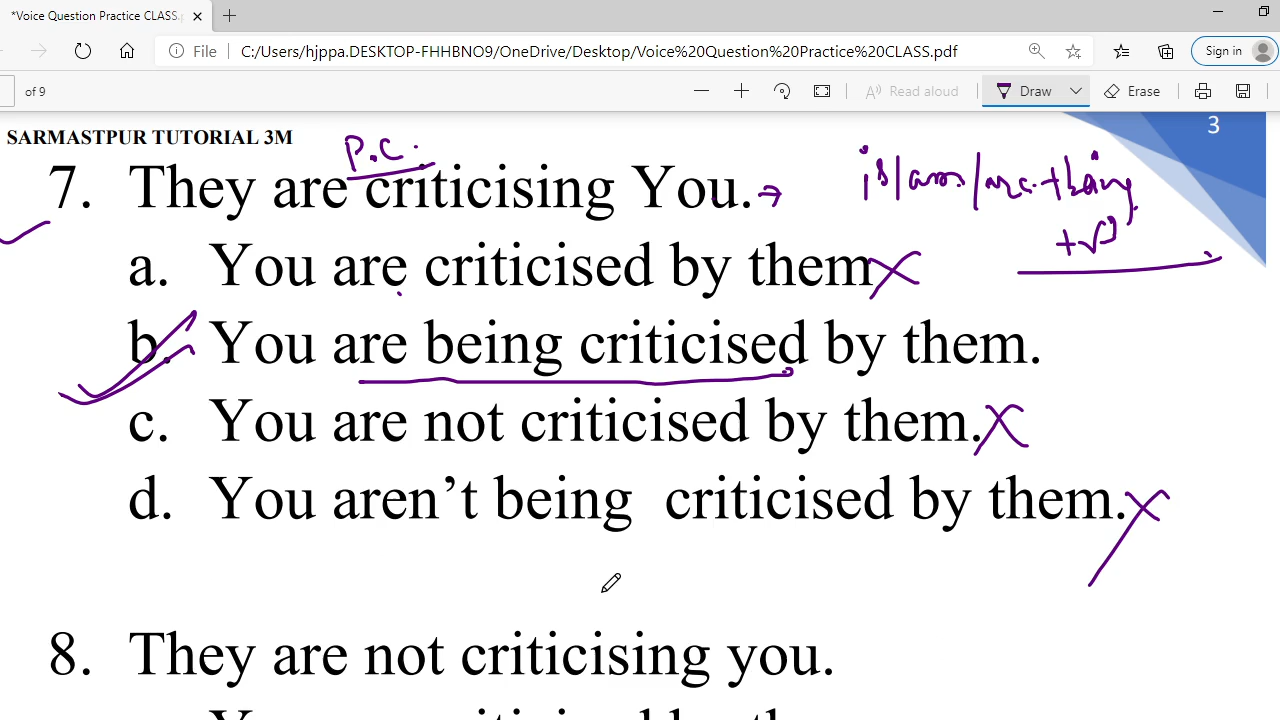 *Voice Question Practice CLASS.p
File
C:/Users/hjppa.DESKTOP-FHHBNO9/OneDrive/Desktop/Voice%20Question%20Practice%20CLASS.pdf
Sign in
of 9
Read aloud
Draw
Erase
3
SARMASTPUR TUTORIAL 3M
P.C.
7. They are criticising You.→
is/am/are+being
+V3
a. You are criticised by them
b. You are being criticised by them.
c. You are not criticised by them.
d. You aren’t being criticised by them.
8. They are not criticising you.